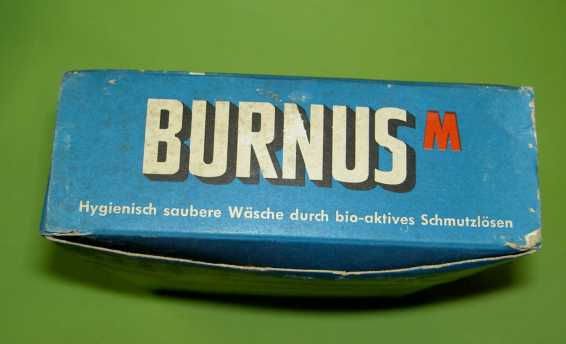 BURNUS M
Hygienisch saubere Wäsche durch bio-aktives Schmutzlösen